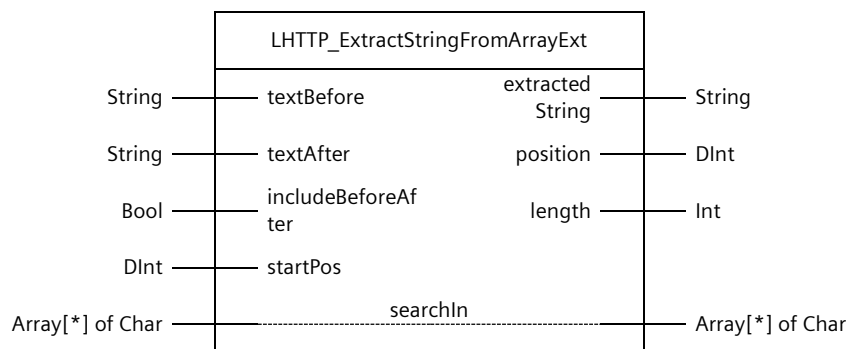 LHTTP_ExtractStringFromArrayExt
String textBefore extracted String String
String textAfter position DInt
Bool includeBeforeAf ter length Int
DInt startPos
Array[*] of Char searchIn Array[*] of Char